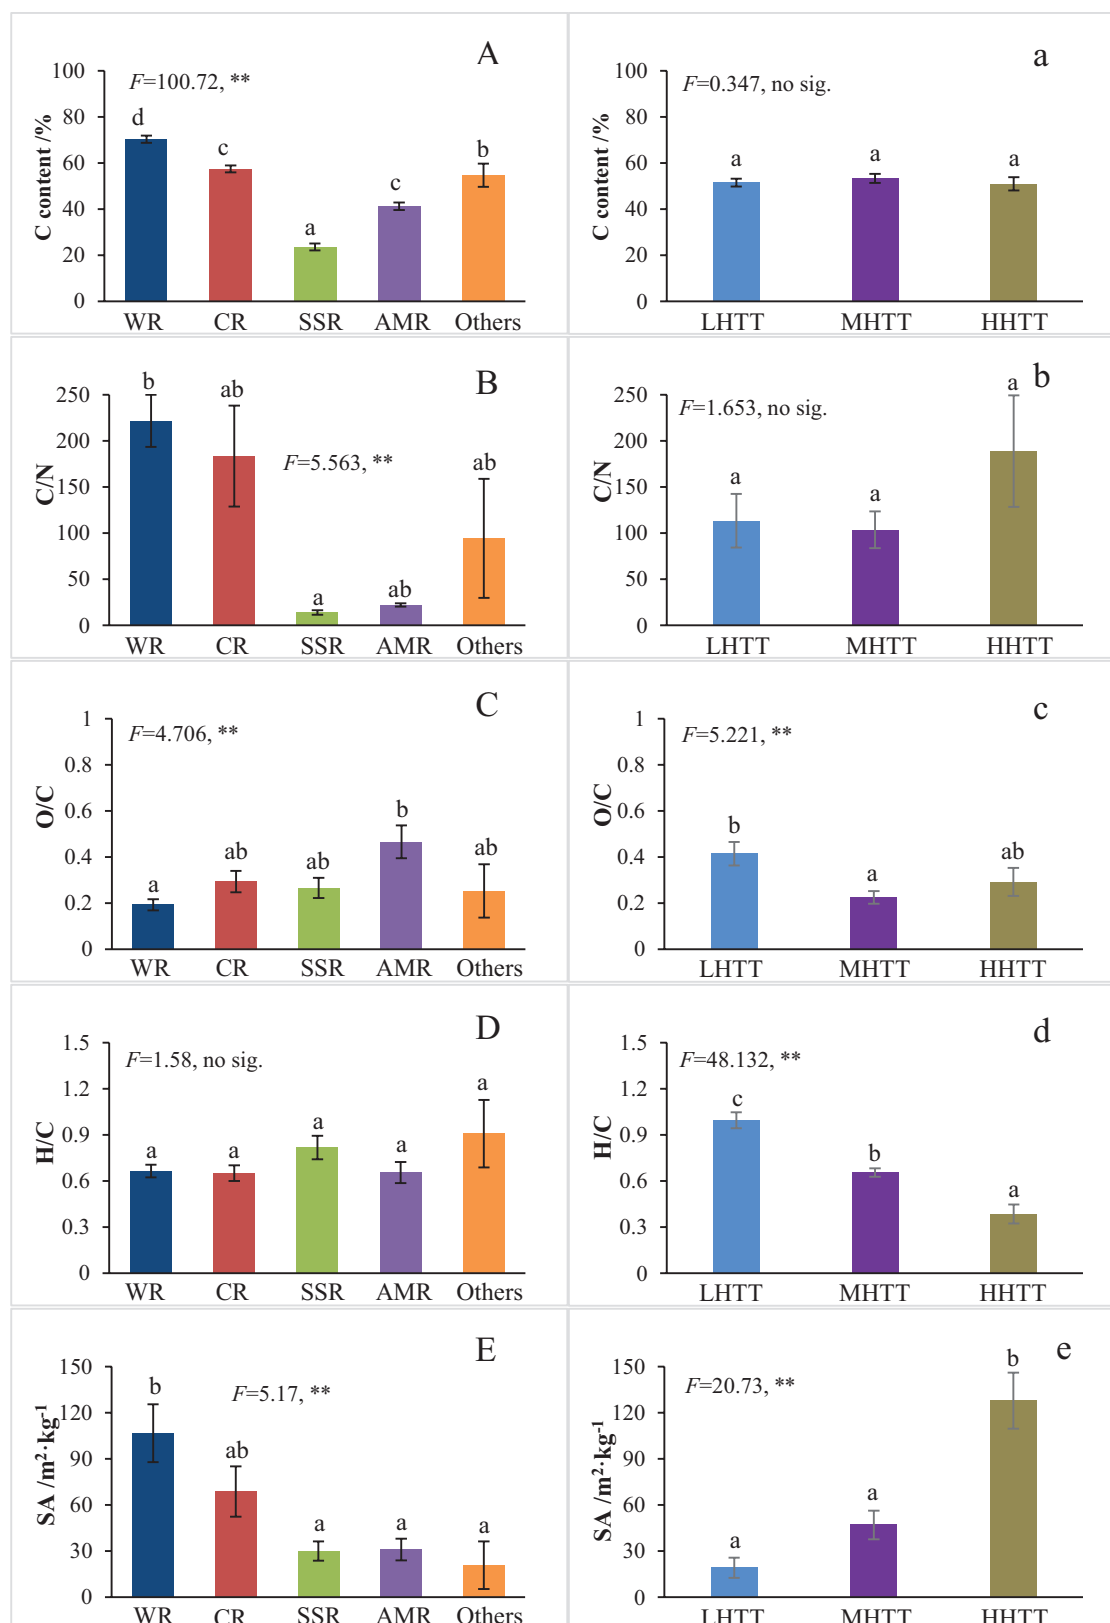 A
F=100.72, **
C content /%
100
80
60
40
20
0
d
c
a
c
b
WR
CR
SSR
AMR
Others
a
F=0.347, no sig.
C content /%
100
80
60
40
20
0
a
a
a
LHTT
MHTT
HHTT
B
F=5.563, **
C/N
250
200
150
100
50
0
b
ab
a
ab
ab
WR
CR
SSR
AMR
Others
b
F=1.653, no sig.
C/N
250
200
150
100
50
0
a
a
a
LHTT
MHTT
HHTT
C
F=4.706, **
O/C
1
0.8
0.6
0.4
0.2
0
a
ab
ab
b
ab
WR
CR
SSR
AMR
Others
c
F=5.221, **
O/C
1
0.8
0.6
0.4
0.2
0
b
a
ab
LHTT
MHTT
HHTT
D
F=1.58, no sig.
H/C
1.5
1.2
0.9
0.6
0.3
0
a
a
a
a
a
WR
CR
SSR
AMR
Others
d
F=48.132, **
H/C
1.5
1.2
0.9
0.6
0.3
0
c
b
a
LHTT
MHTT
HHTT
E
F=5.17, **
SA /m²·kg⁻¹
150
120
90
60
30
0
b
ab
a
a
a
WR
CR
SSR
AMR
Others
e
F=20.73, **
SA /m²·kg⁻¹
150
120
90
60
30
0
a
a
b
LHTT
MHTT
HHTT